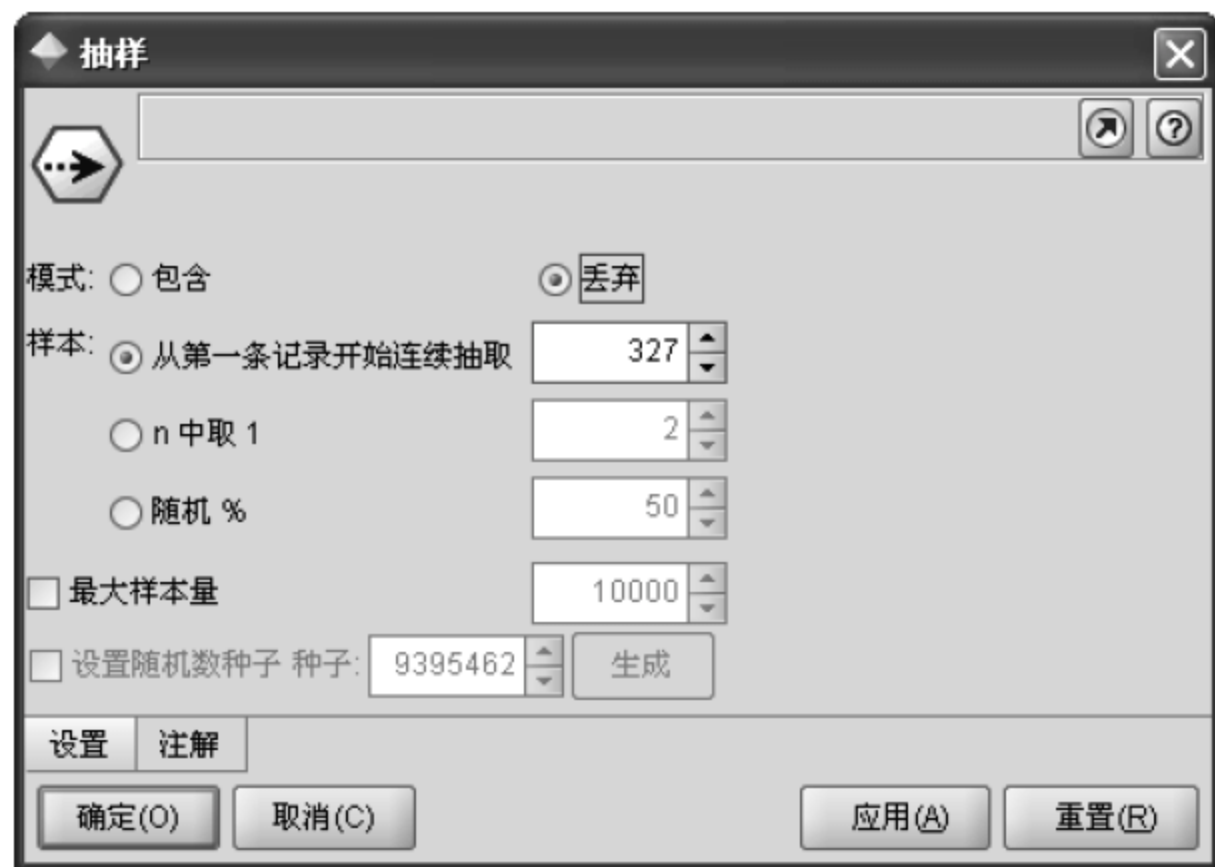 抽样
模式: 包含 丢弃
样本: 从第一条记录开始连续抽取 327
n 中取 1 2
随机 % 50
最大样本量 10000
设置随机数种子 种子: 9395462 生成
设置 注解
确定(O) 取消(C) 应用(A) 重置(R)